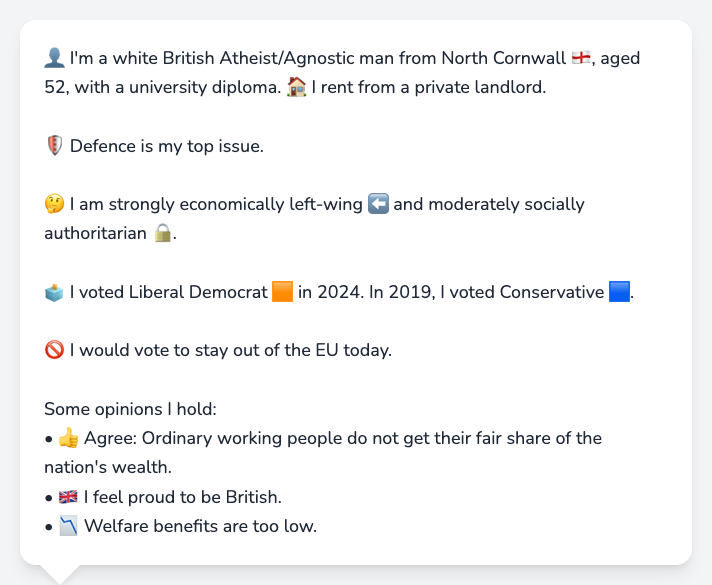 👤 I'm a white British Atheist/Agnostic man from North Cornwall 🏴󠁧󠁢󠁥󠁮󠁧󠁿, aged
52, with a university diploma. 🏠 I rent from a private landlord.
🛡️ Defence is my top issue.
🤔 I am strongly economically left-wing ⬅️ and moderately socially
authoritarian 🔒.
🗳️ I voted Liberal Democrat 🟧 in 2024. In 2019, I voted Conservative 🟦.
🚫 I would vote to stay out of the EU today.
Some opinions I hold:
• 👍 Agree: Ordinary working people do not get their fair share of the
nation's wealth.
• 🇬🇧 I feel proud to be British.
• 📉 Welfare benefits are too low.